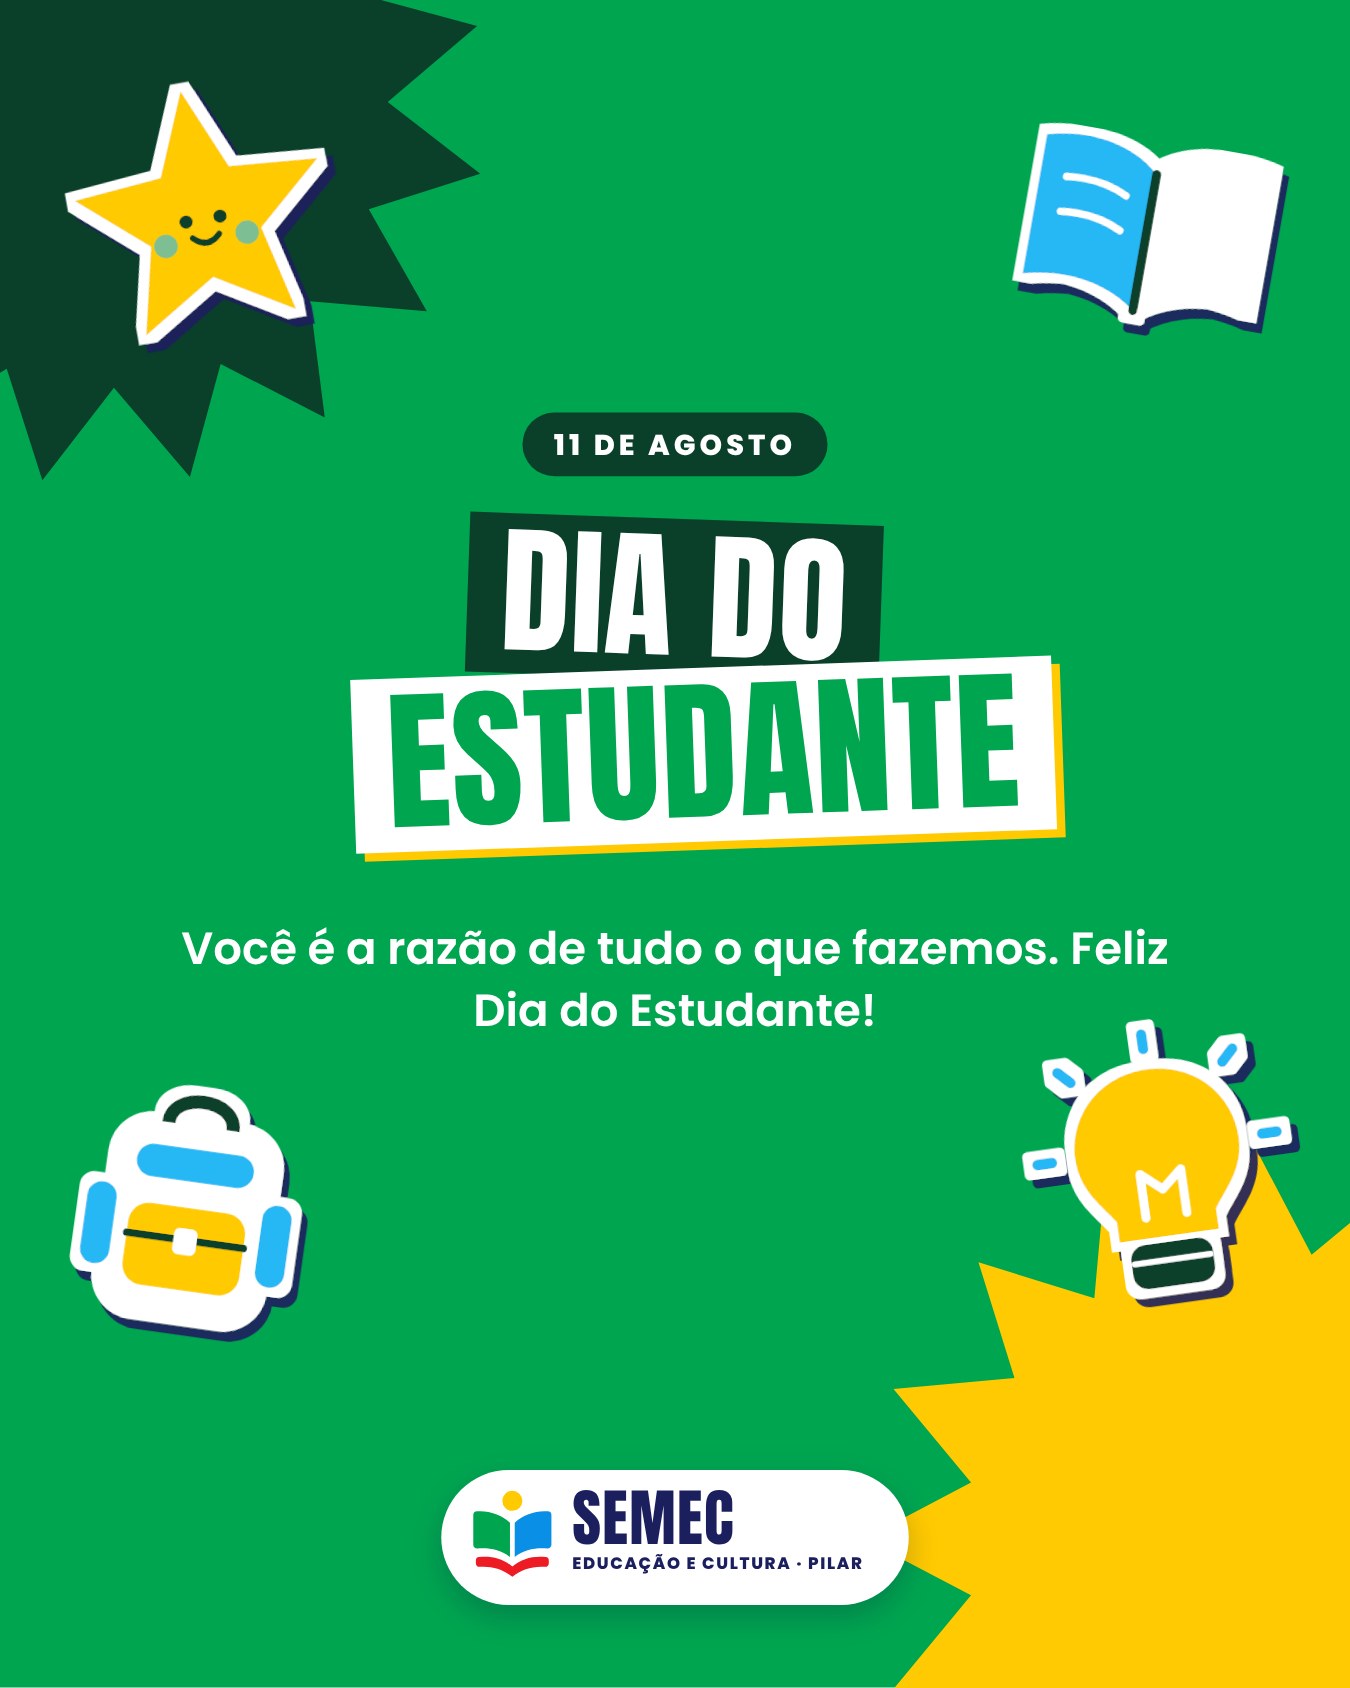 11 DE AGOSTO
DIA DO
ESTUDANTE
Você é a razão de tudo o que fazemos. Feliz
Dia do Estudante!
SEMEC
EDUCAÇÃO E CULTURA · PILAR